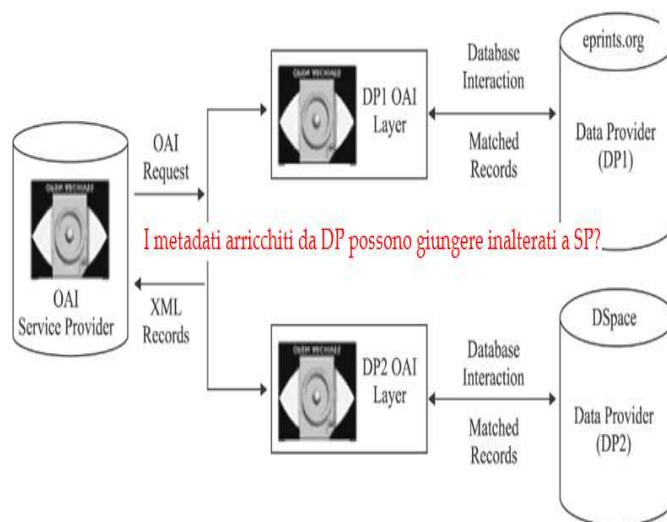 eprints.org
Data Provider
(DP1)
Database
Interaction
Matched
Records
DP1 OAI
Layer
OAI
Request
I metadati arricchiti da DP possono giungere inalterati a SP?
XML
Records
OAI
Service Provider
DP2 OAI
Layer
Database
Interaction
Matched
Records
DSpace
Data Provider
(DP2)